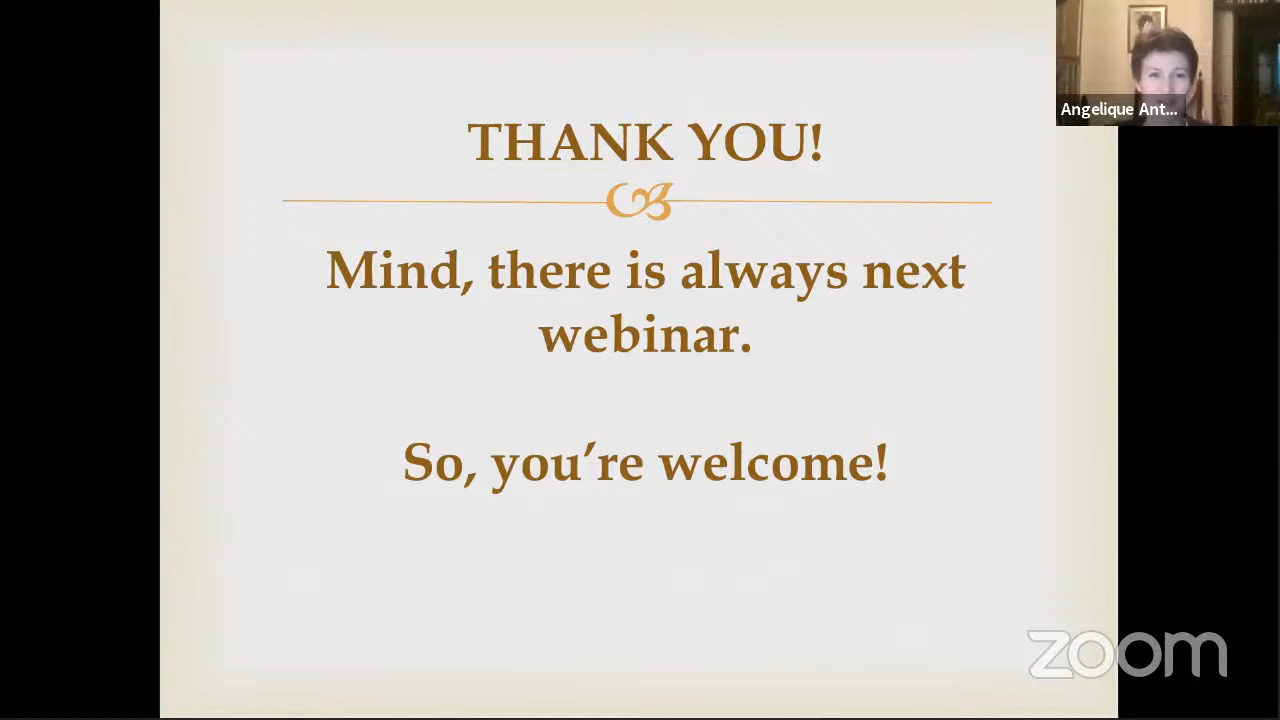 Angelique Ant...
THANK YOU!
Mind, there is always next
webinar.
So, you’re welcome!
zoom